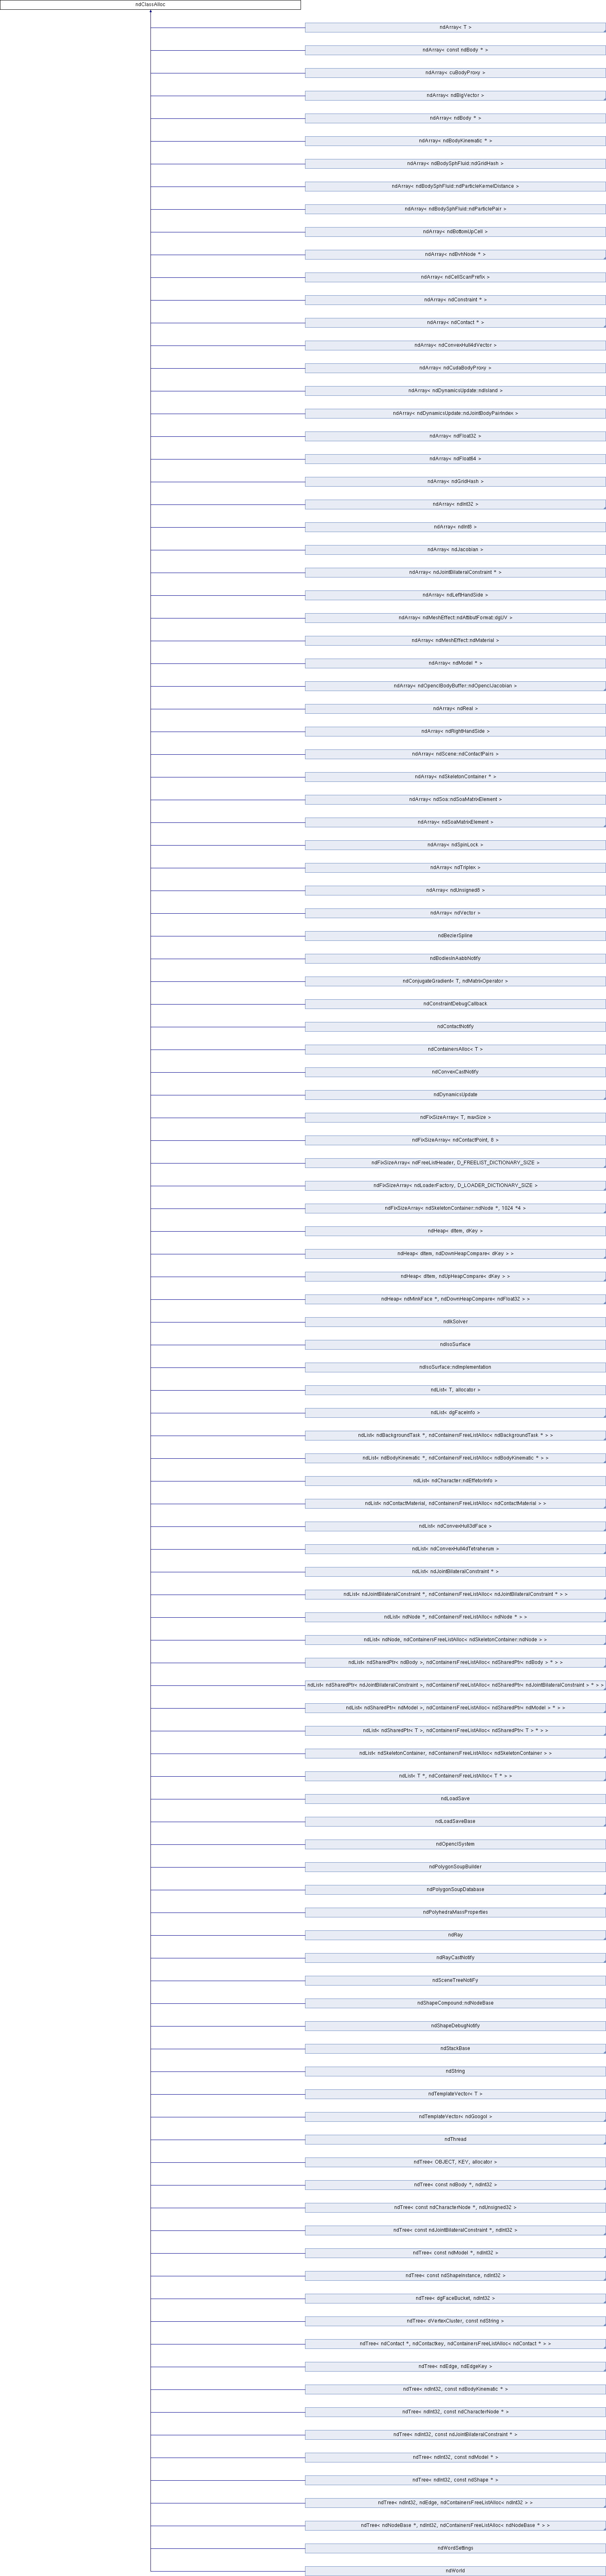 ndClassAlloc
ndArray< T >
ndArray< const ndBody * >
ndArray< cuBodyProxy >
ndArray< ndBigVector >
ndArray< ndBody * >
ndArray< ndBodyKinematic * >
ndArray< ndBodySphFluid::ndGridHash >
ndArray< ndBodySphFluid::ndParticleKernelDistance >
ndArray< ndBodySphFluid::ndParticlePair >
ndArray< ndBottomUpCell >
ndArray< ndBvhNode * >
ndArray< ndCellScanPrefix >
ndArray< ndConstraint * >
ndArray< ndContact * >
ndArray< ndConvexHull4dVector >
ndArray< ndCudaBodyProxy >
ndArray< ndDynamicsUpdate::ndIsland >
ndArray< ndDynamicsUpdate::ndJointBodyPairIndex >
ndArray< ndFloat32 >
ndArray< ndFloat64 >
ndArray< ndGridHash >
ndArray< ndInt32 >
ndArray< ndInt8 >
ndArray< ndJacobian >
ndArray< ndJointBilateralConstraint * >
ndArray< ndLeftHandSide >
ndArray< ndMeshEffect::ndAttibutFormat::dgUV >
ndArray< ndMeshEffect::ndMaterial >
ndArray< ndModel * >
ndArray< ndOpenclBodyBuffer::ndOpenclJacobian >
ndArray< ndReal >
ndArray< ndRightHandSide >
ndArray< ndScene::ndContactPairs >
ndArray< ndSkeletonContainer * >
ndArray< ndSoa::ndSoaMatrixElement >
ndArray< ndSoaMatrixElement >
ndArray< ndSpinLock >
ndArray< ndTriplex >
ndArray< ndUnsigned8 >
ndArray< ndVector >
ndBezierSpline
ndBodiesInAabbNotify
ndConjugateGradient< T, ndMatrixOperator >
ndConstraintDebugCallback
ndContactNotify
ndContainersAlloc< T >
ndConvexCastNotify
ndDynamicsUpdate
ndFixSizeArray< T, maxSize >
ndFixSizeArray< ndContactPoint, 8 >
ndFixSizeArray< ndFreeListHeader, D_FREELIST_DICTIONARY_SIZE >
ndFixSizeArray< ndLoaderFactory, D_LOADER_DICTIONARY_SIZE >
ndFixSizeArray< ndSkeletonContainer::ndNode *, 1024 *4 >
ndHeap< dItem, dKey >
ndHeap< dItem, ndDownHeapCompare< dKey > >
ndHeap< dItem, ndUpHeapCompare< dKey > >
ndHeap< ndMinkFace *, ndDownHeapCompare< ndFloat32 > >
ndIkSolver
ndIsoSurface
ndIsoSurface::ndImplementation
ndList< T, allocator >
ndList< dgFaceInfo >
ndList< ndBackgroundTask *, ndContainersFreeListAlloc< ndBackgroundTask * > >
ndList< ndBodyKinematic *, ndContainersFreeListAlloc< ndBodyKinematic * > >
ndList< ndCharacter::ndEffetorInfo >
ndList< ndContactMaterial, ndContainersFreeListAlloc< ndContactMaterial > >
ndList< ndConvexHull3dFace >
ndList< ndConvexHull4dTetraherum >
ndList< ndJointBilateralConstraint * >
ndList< ndJointBilateralConstraint *, ndContainersFreeListAlloc< ndJointBilateralConstraint * > >
ndList< ndNode *, ndContainersFreeListAlloc< ndNode * > >
ndList< ndNode, ndContainersFreeListAlloc< ndSkeletonContainer::ndNode > >
ndList< ndSharedPtr< ndBody >, ndContainersFreeListAlloc< ndSharedPtr< ndBody > * > >
ndList< ndSharedPtr< ndJointBilateralConstraint >, ndContainersFreeListAlloc< ndSharedPtr< ndJointBilateralConstraint > * > >
ndList< ndSharedPtr< ndModel >, ndContainersFreeListAlloc< ndSharedPtr< ndModel > * > >
ndList< ndSharedPtr< T >, ndContainersFreeListAlloc< ndSharedPtr< T > * > >
ndList< ndSkeletonContainer, ndContainersFreeListAlloc< ndSkeletonContainer > >
ndList< T *, ndContainersFreeListAlloc< T * > >
ndLoadSave
ndLoadSaveBase
ndOpenclSystem
ndPolygonSoupBuilder
ndPolygonSoupDatabase
ndPolyhedraMassProperties
ndRay
ndRayCastNotify
ndSceneTreeNotiFy
ndShapeCompound::ndNodeBase
ndShapeDebugNotify
ndStackBase
ndString
ndTemplateVector< T >
ndTemplateVector< ndGoogol >
ndThread
ndTree< OBJECT, KEY, allocator >
ndTree< const ndBody *, ndInt32 >
ndTree< const ndCharacterNode *, ndUnsigned32 >
ndTree< const ndJointBilateralConstraint *, ndInt32 >
ndTree< const ndModel *, ndInt32 >
ndTree< const ndShapeInstance, ndInt32 >
ndTree< dgFaceBucket, ndInt32 >
ndTree< dVertexCluster, const ndString >
ndTree< ndContact *, ndContactkey, ndContainersFreeListAlloc< ndContact * > >
ndTree< ndEdge, ndEdgeKey >
ndTree< ndInt32, const ndBodyKinematic * >
ndTree< ndInt32, const ndCharacterNode * >
ndTree< ndInt32, const ndJointBilateralConstraint * >
ndTree< ndInt32, const ndModel * >
ndTree< ndInt32, const ndShape * >
ndTree< ndInt32, ndEdge, ndContainersFreeListAlloc< ndInt32 > >
ndTree< ndNodeBase *, ndInt32, ndContainersFreeListAlloc< ndNodeBase * > >
ndWordSettings
ndWorld